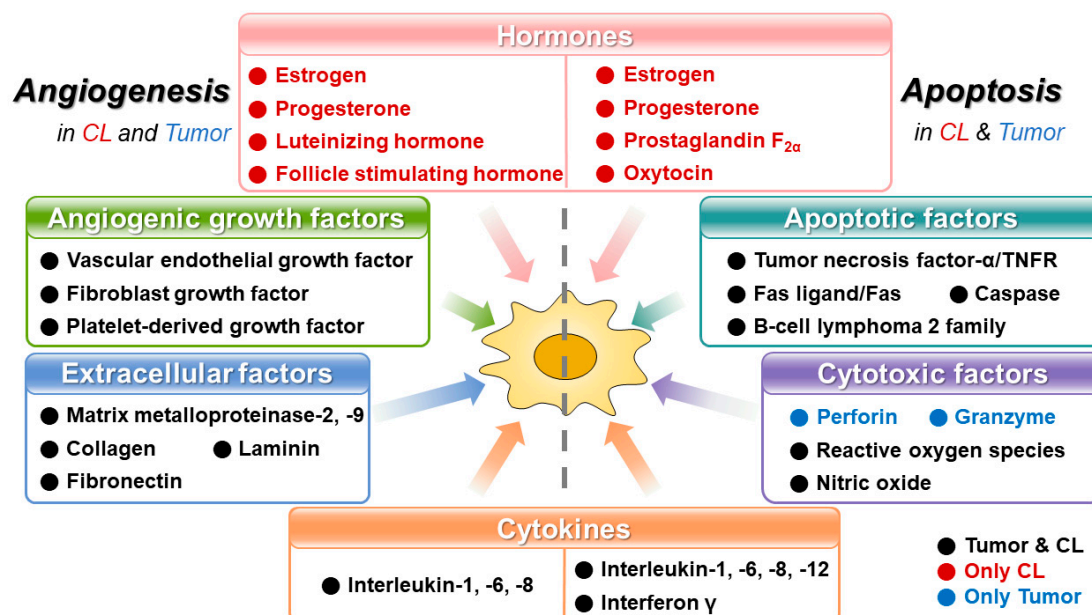 Hormones
Angiogenesis
in CL and Tumor
Estrogen
Progesterone
Luteinizing hormone
Follicle stimulating hormone
Estrogen
Progesterone
Prostaglandin F2α
Oxytocin
Apoptosis
in CL & Tumor
Angiogenic growth factors
Vascular endothelial growth factor
Fibroblast growth factor
Platelet-derived growth factor
Apoptotic factors
Tumor necrosis factor-α/TNFR
Fas ligand/Fas Caspase
B-cell lymphoma 2 family
Extracellular factors
Matrix metalloproteinase-2, -9
Collagen Laminin
Fibronectin
Cytotoxic factors
Perforin Granzyme
Reactive oxygen species
Nitric oxide
Cytokines
Interleukin-1, -6, -8
Interleukin-1, -6, -8, -12
Interferon γ
Tumor & CL
Only CL
Only Tumor